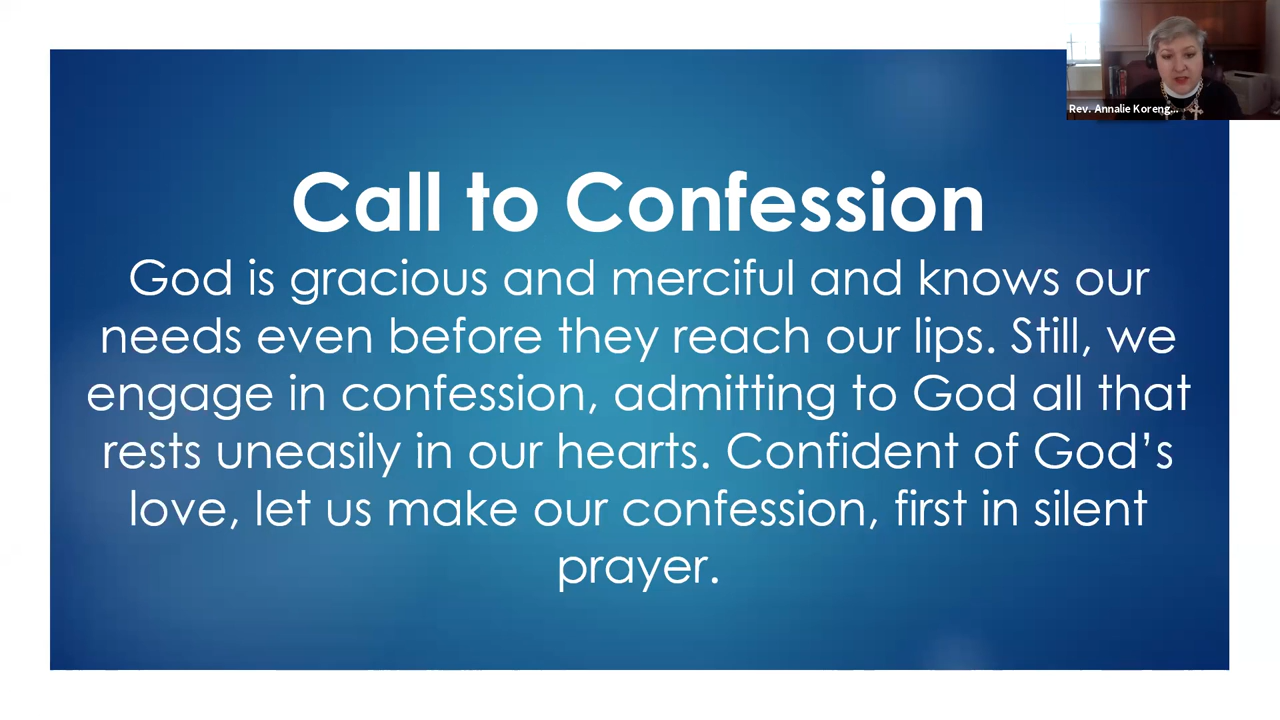 Rev. Annalie Koreng...
Call to Confession
God is gracious and merciful and knows our
needs even before they reach our lips. Still, we
engage in confession, admitting to God all that
rests uneasily in our hearts. Confident of God's
love, let us make our confession, first in silent
prayer.